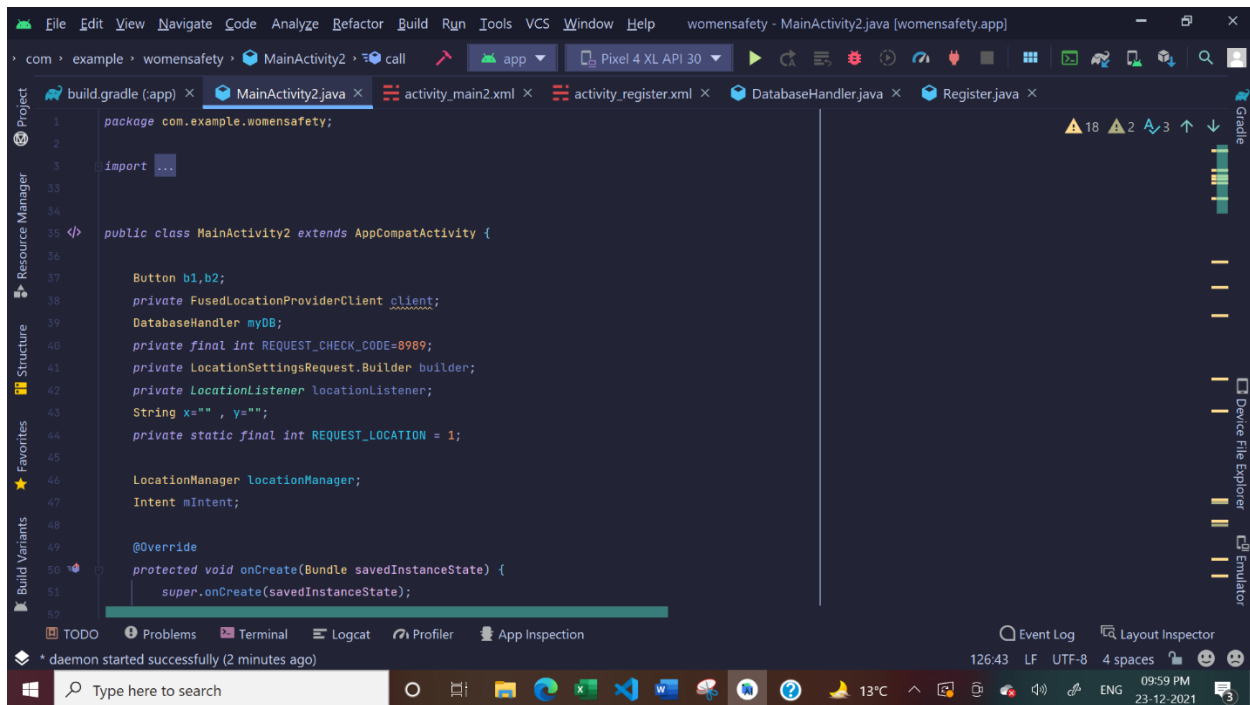 File Edit View Navigate Code Analyze Refactor Build Run Tools VCS Window Help womensafety - MainActivity2.java [womensafety.app]
com › example › womensafety › MainActivity2 › call app Pixel 4 XL API 30
build.gradle (:app) MainActivity2.java activity_main2.xml activity_register.xml DatabaseHandler.java Register.java
Project
Resource Manager
Structure
Favorites
Build Variants
1 package com.example.womensafety;
18 2 3
2
3 import ...
33
34
35 public class MainActivity2 extends AppCompatActivity {
36
37 Button b1,b2;
38 private FusedLocationProviderClient client;
39 DatabaseHandler myDB;
40 private final int REQUEST_CHECK_CODE=8989;
41 private LocationSettingsRequest.Builder builder;
42 private LocationListener locationListener;
43 String x="" , y="";
44 private static final int REQUEST_LOCATION = 1;
45
46 LocationManager locationManager;
47 Intent mIntent;
48
49 @Override
50 protected void onCreate(Bundle savedInstanceState) {
51 super.onCreate(savedInstanceState);
52
Gradle
Device File Explorer
Emulator
TODO Problems Terminal Logcat Profiler App Inspection Event Log Layout Inspector
* daemon started successfully (2 minutes ago) 126:43 LF UTF-8 4 spaces
Type here to search 13°C ENG 09:59 PM
23-12-2021 3